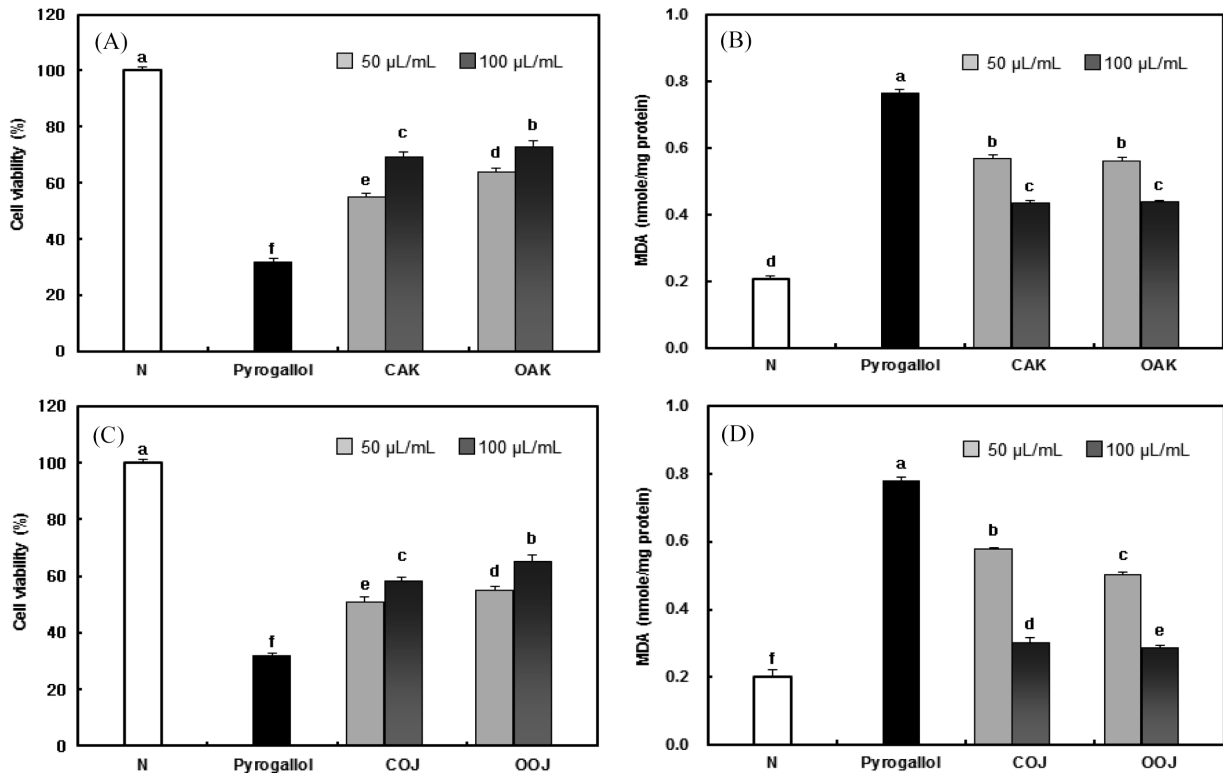 (A)
50 µL/mL 100 µL/mL
Cell viability (%)
120
100
80
60
40
20
0
a
f
e
c
d
b
N Pyrogallol CAK OAK
(B)
50 µL/mL 100 µL/mL
MDA (nmole/mg protein)
1.0
0.8
0.6
0.4
0.2
0.0
d
a
b
c
b
c
N Pyrogallol CAK OAK
(C)
50 µL/mL 100 µL/mL
Cell viability (%)
120
100
80
60
40
20
0
a
f
e
c
d
b
N Pyrogallol COJ OOJ
(D)
50 µL/mL 100 µL/mL
MDA (nmole/mg protein)
1.0
0.8
0.6
0.4
0.2
0.0
f
a
b
d
c
e
N Pyrogallol COJ OOJ